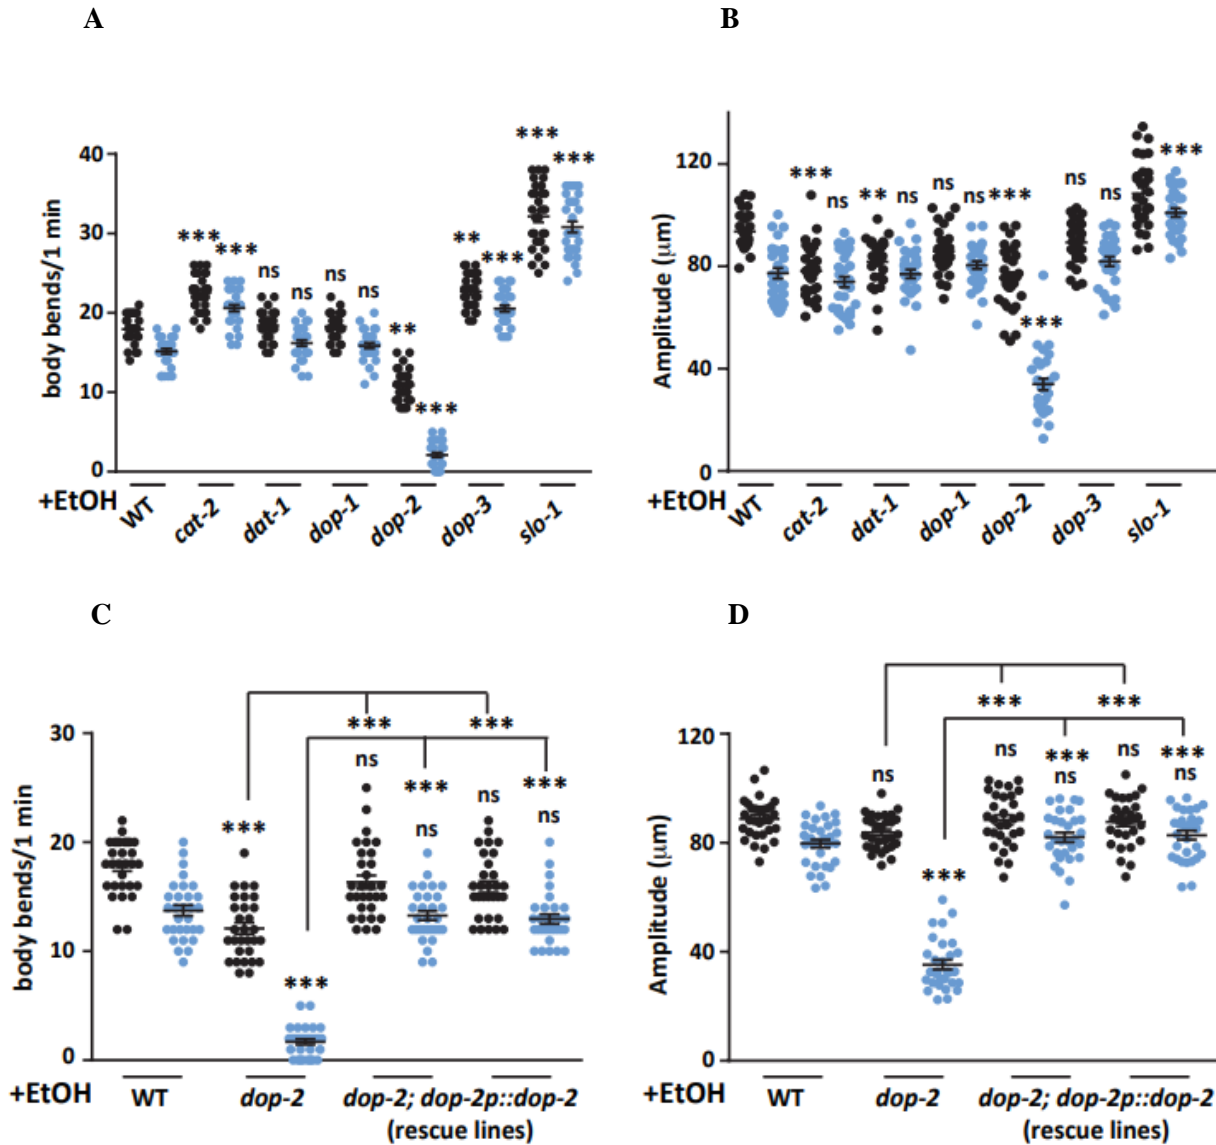 A
B
body bends/1 min
40
30
20
10
0
***
***
ns
ns
ns
ns
**
***
**
***
***
***
+EtOH
WT
cat-2
dat-1
dop-1
dop-2
dop-3
slo-1
Amplitude (μm)
120
80
40
0
***
ns
**
ns
ns
ns
***
***
ns
ns
***
+EtOH
WT
cat-2
dat-1
dop-1
dop-2
dop-3
slo-1
C
D
body bends/1 min
30
20
10
0
***
***
ns
***
***
ns
***
ns
***
ns
***
+EtOH
WT
dop-2
dop-2; dop-2p::dop-2
(rescue lines)
Amplitude (μm)
120
80
40
0
***
***
ns
ns
***
ns
ns
***
ns
***
+EtOH
WT
dop-2
dop-2; dop-2p::dop-2
(rescue lines)